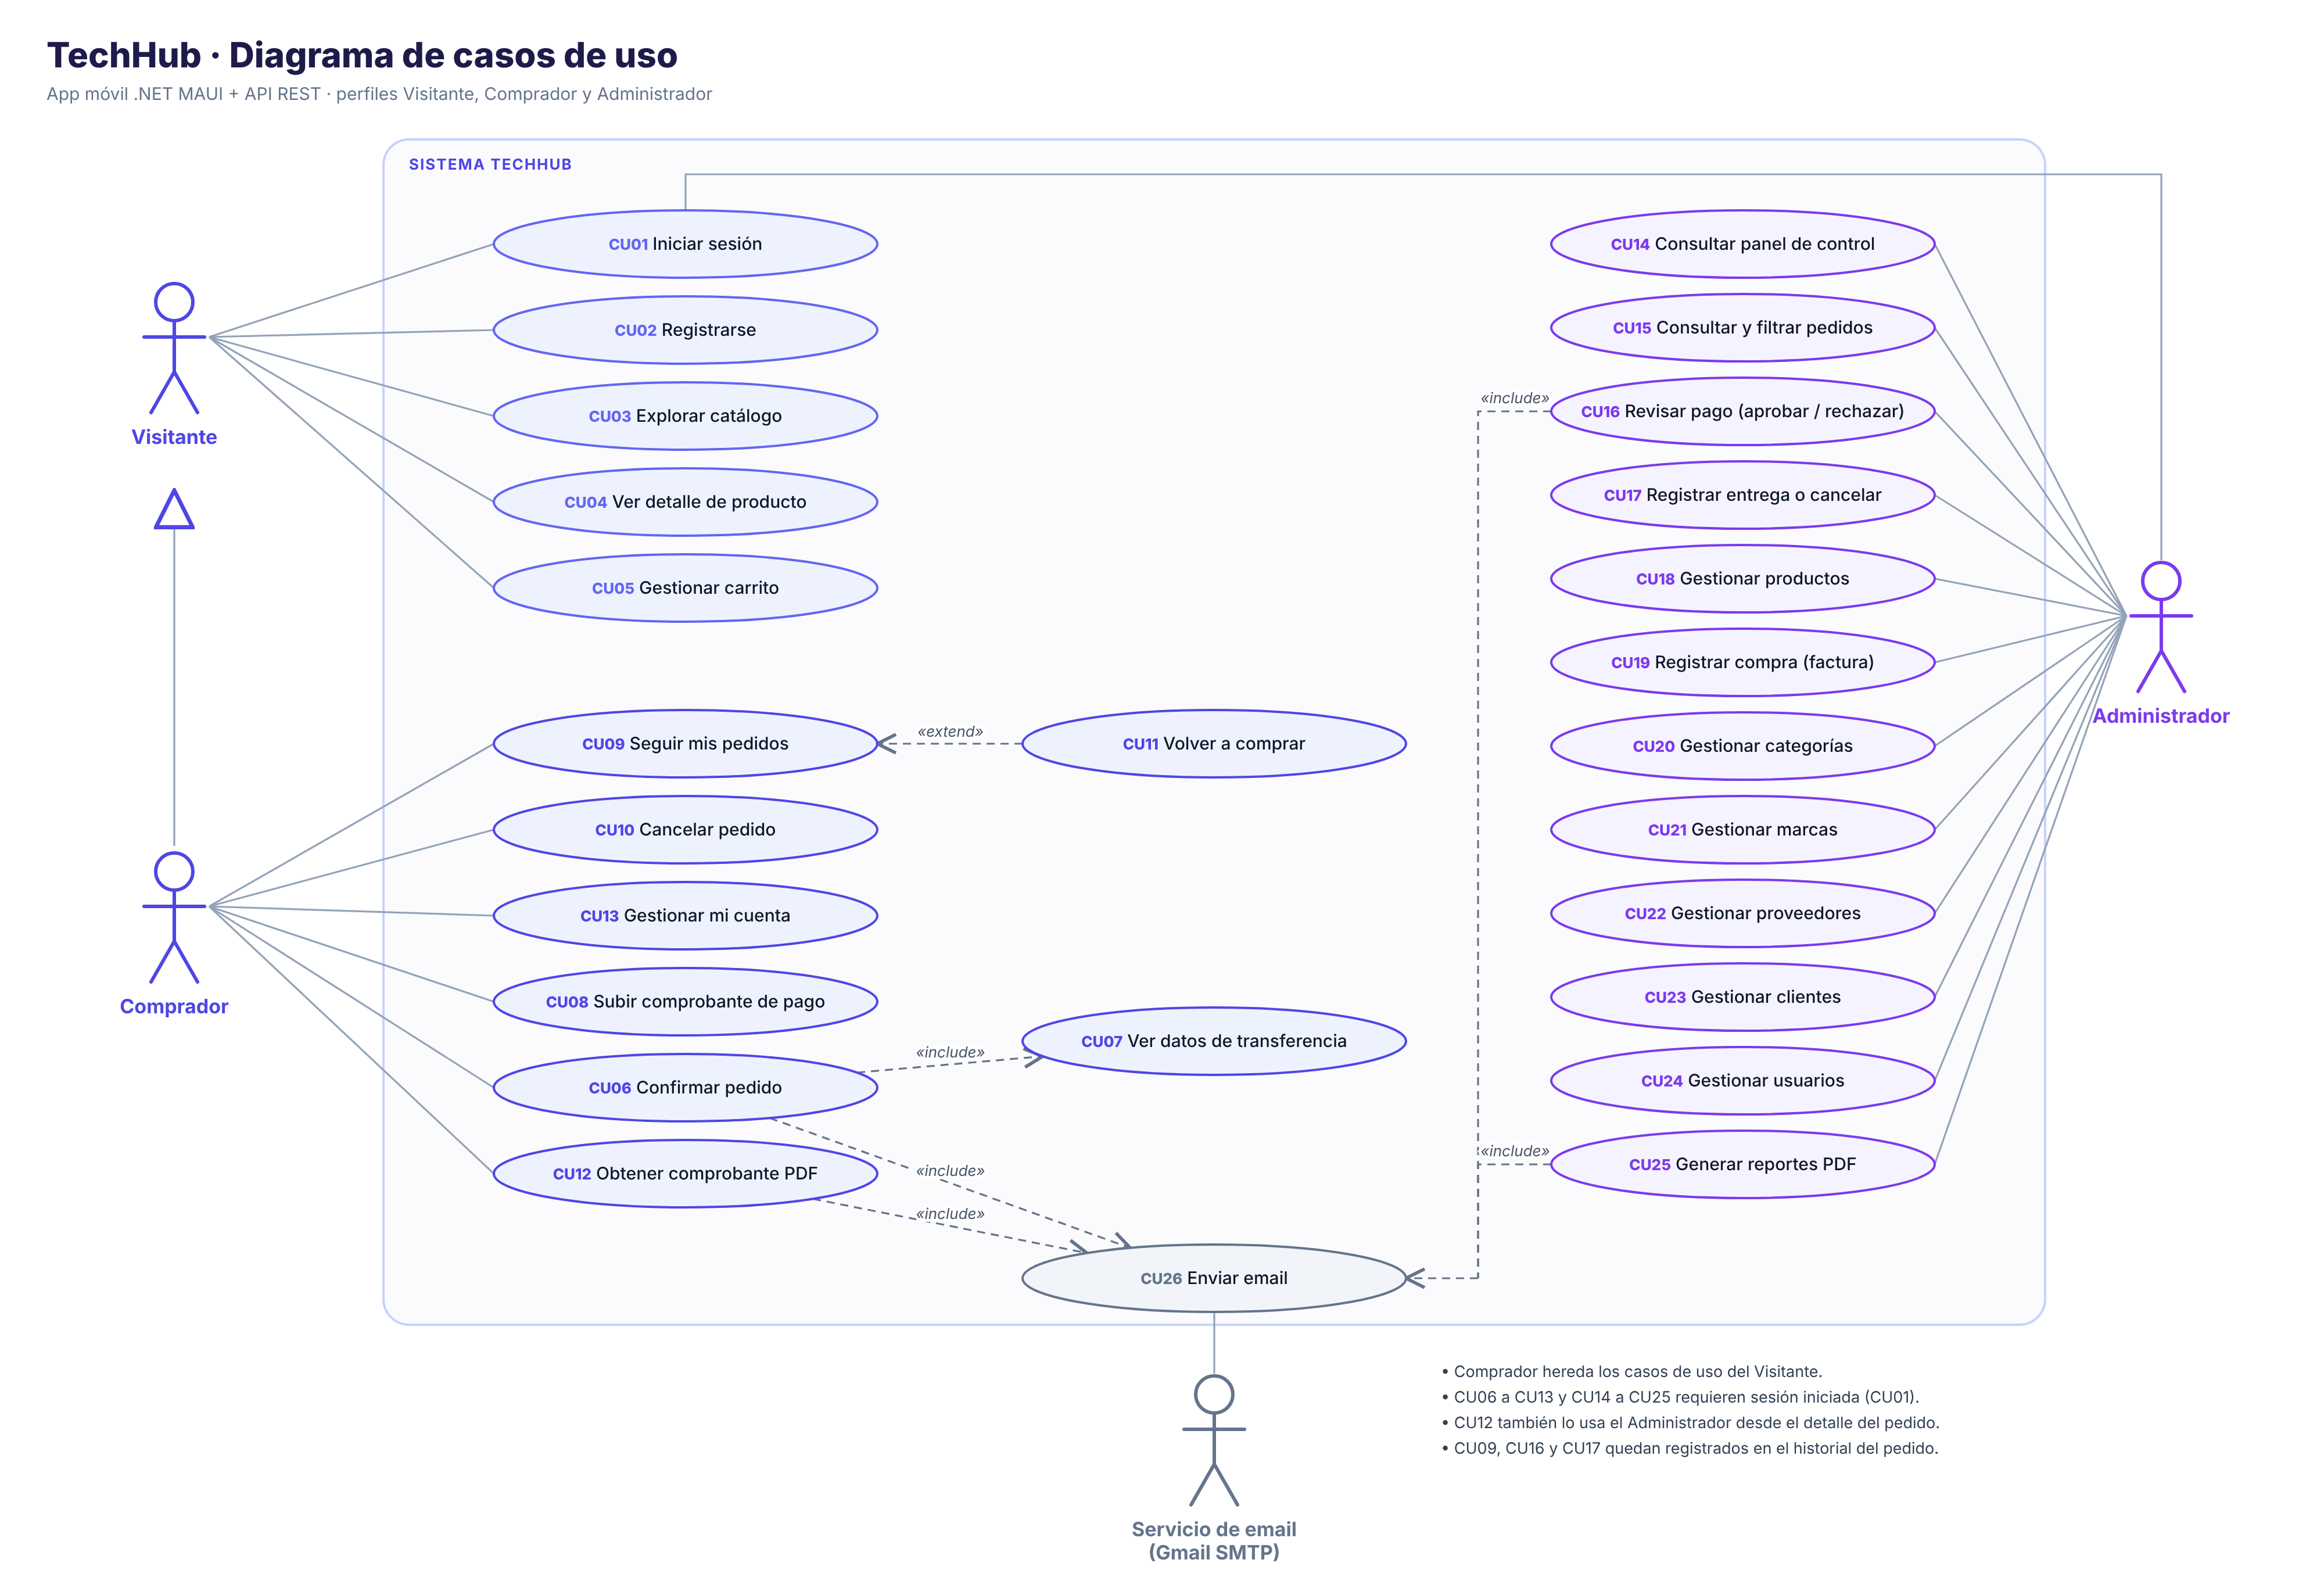 TechHub · Diagrama de casos de uso
App móvil .NET MAUI + API REST · perfiles Visitante, Comprador y Administrador
SISTEMA TECHHUB
CU01 Iniciar sesión
CU02 Registrarse
CU03 Explorar catálogo
CU04 Ver detalle de producto
CU05 Gestionar carrito
Visitante
CU09 Seguir mis pedidos
«extend»
CU11 Volver a comprar
CU10 Cancelar pedido
CU13 Gestionar mi cuenta
CU08 Subir comprobante de pago
Comprador
«include»
CU07 Ver datos de transferencia
CU06 Confirmar pedido
«include»
CU12 Obtener comprobante PDF
«include»
CU26 Enviar email
CU14 Consultar panel de control
CU15 Consultar y filtrar pedidos
«include»
CU16 Revisar pago (aprobar / rechazar)
CU17 Registrar entrega o cancelar
CU18 Gestionar productos
CU19 Registrar compra (factura)
Administrador
CU20 Gestionar categorías
CU21 Gestionar marcas
CU22 Gestionar proveedores
CU23 Gestionar clientes
CU24 Gestionar usuarios
«include»
CU25 Generar reportes PDF
• Comprador hereda los casos de uso del Visitante.
• CU06 a CU13 y CU14 a CU25 requieren sesión iniciada (CU01).
• CU12 también lo usa el Administrador desde el detalle del pedido.
• CU09, CU16 y CU17 quedan registrados en el historial del pedido.
Servicio de email
(Gmail SMTP)